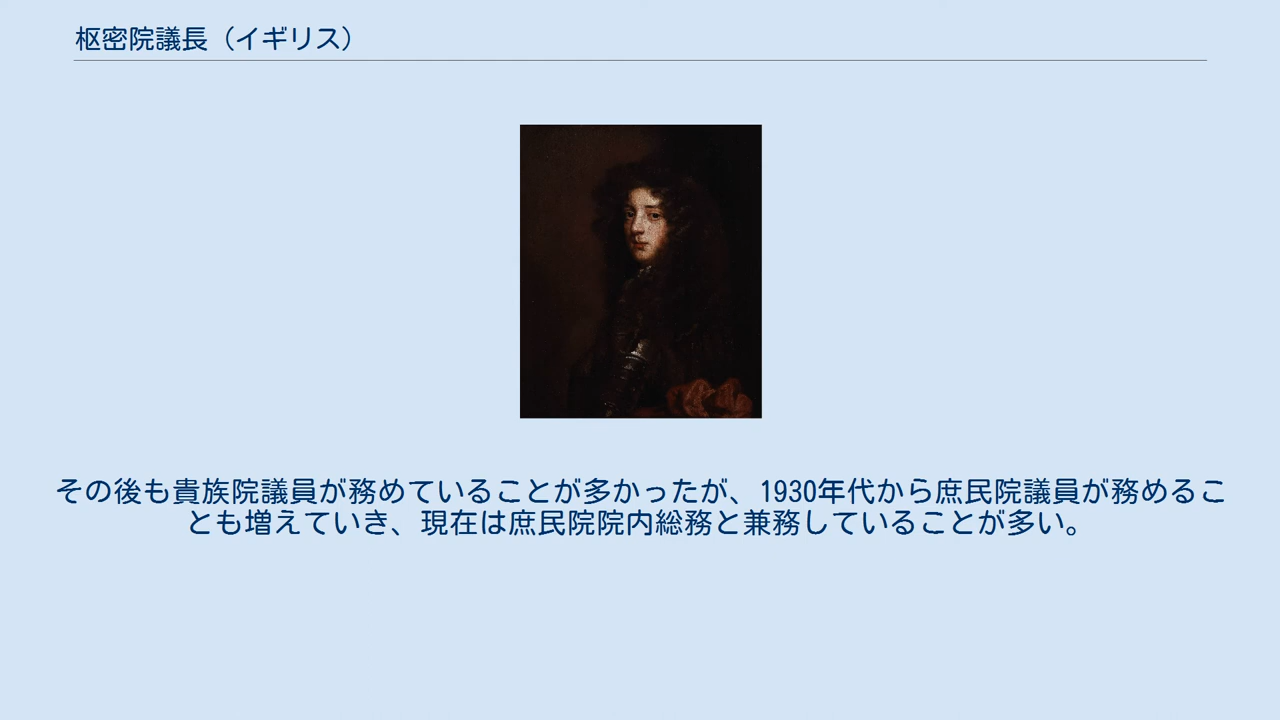 枢密院議長（イギリス）
その後も貴族院議員が務めていることが多かったが、1930年代から庶民院議員が務めるこ
とも増えていき、現在は庶民院院内総務と兼務していることが多い。